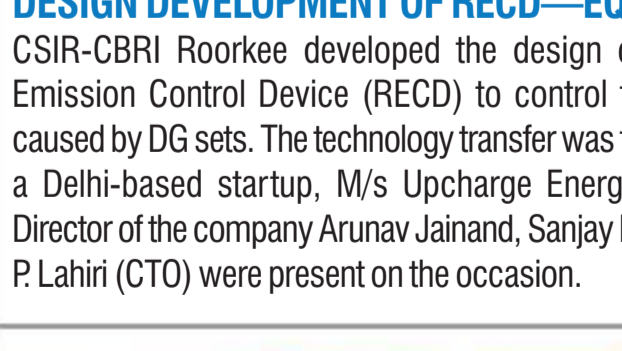 DESIGN DEVELOPMENT OF RECD—EQ
CSIR-CBRI Roorkee developed the design
Emission Control Device (RECD) to control
caused by DG sets. The technology transfer was
a Delhi-based startup, M/s Upcharge Energ
Director of the company Arunav Jainand, Sanjay
P. Lahiri (CTO) were present on the occasion.